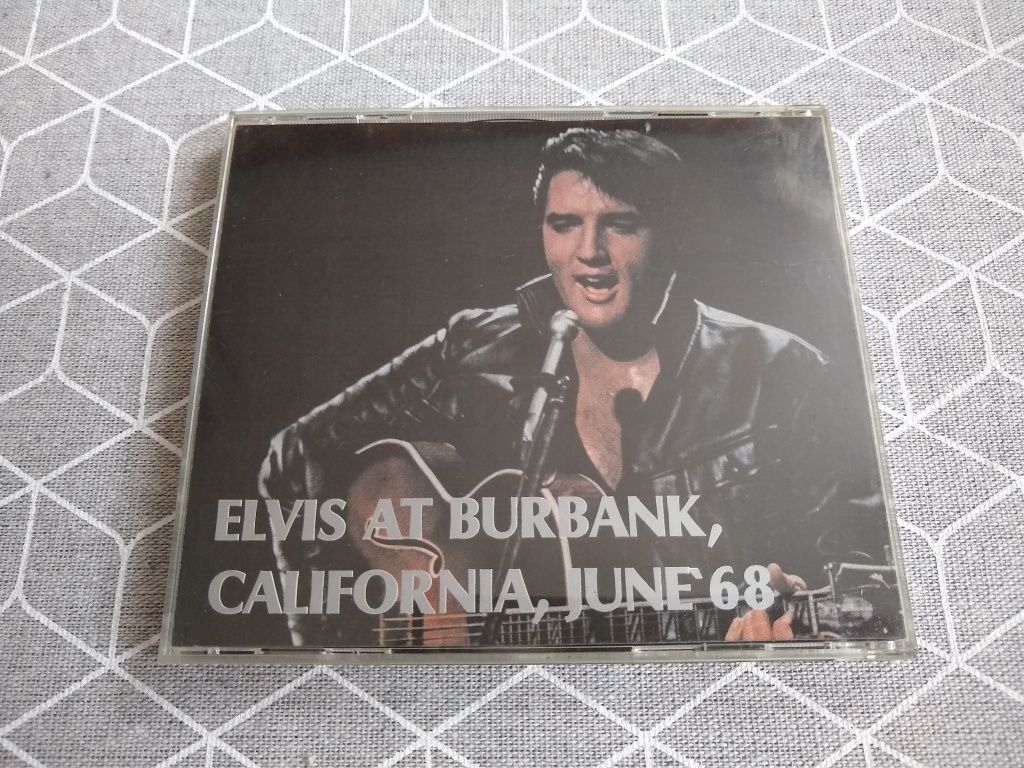 ELVIS AT BURBANK,
CALIFORNIA, JUNE '68